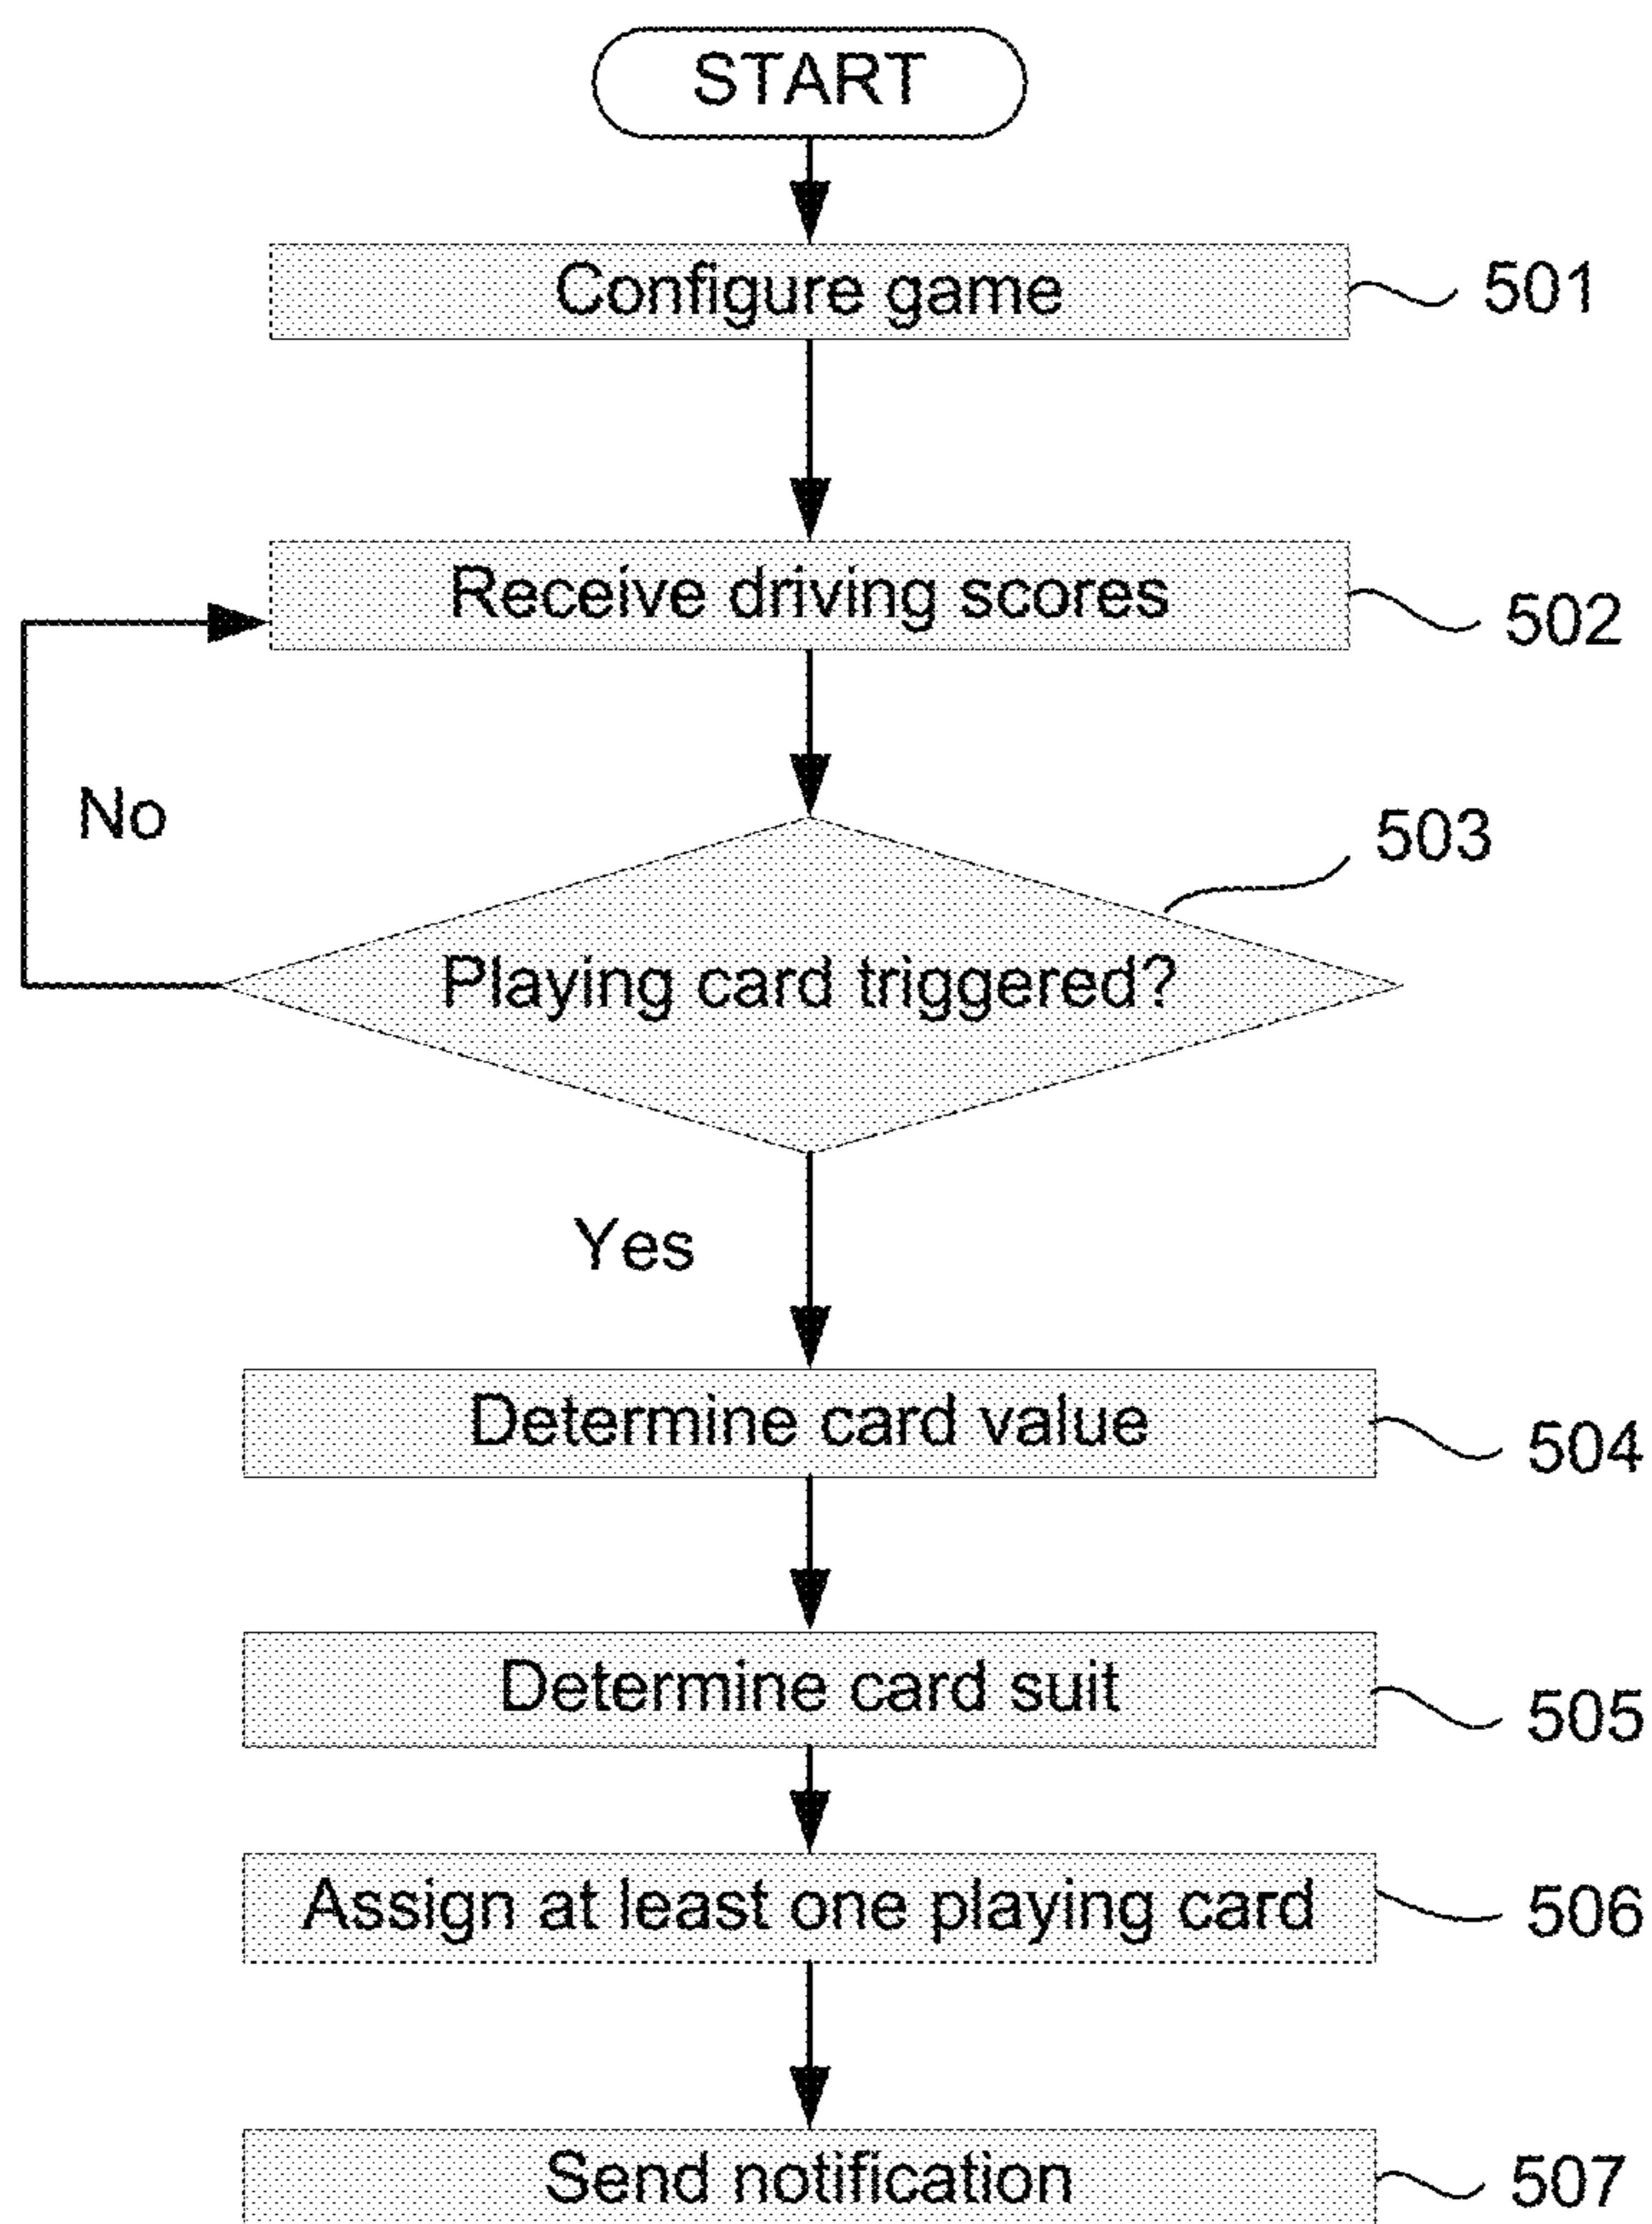 START
Configure game
501
Receive driving scores
502
No
503
Playing card triggered?
Yes
Determine card value
504
Determine card suit
505
Assign at least one playing card
506
Send notification
507